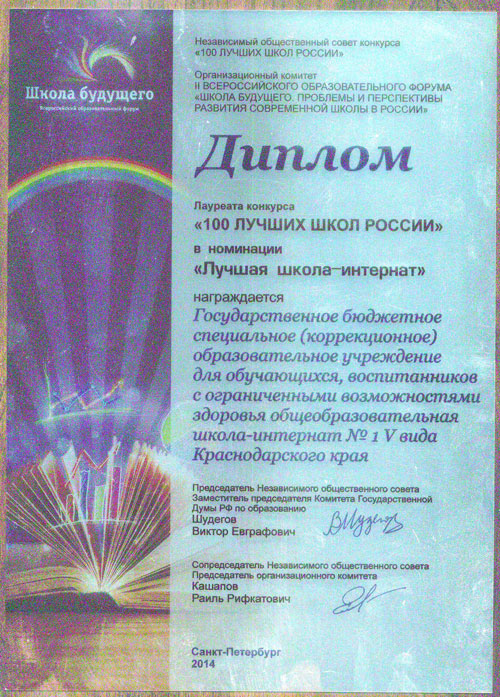 Школа будущего
Всероссийский образовательный форум
Независимый общественный совет конкурса
«100 ЛУЧШИХ ШКОЛ РОССИИ»
Организационный комитет
II ВСЕРОССИЙСКОГО ОБРАЗОВАТЕЛЬНОГО ФОРУМА
«ШКОЛА БУДУЩЕГО. ПРОБЛЕМЫ И ПЕРСПЕКТИВЫ
РАЗВИТИЯ СОВРЕМЕННОЙ ШКОЛЫ В РОССИИ»
Диплом
Лауреата конкурса
«100 ЛУЧШИХ ШКОЛ РОССИИ»
в номинации
«Лучшая школа-интернат»
награждается
Государственное бюджетное
специальное (коррекционное)
образовательное учреждение
для обучающихся, воспитанников
с ограниченными возможностями
здоровья общеобразовательная
школа-интернат № 1 V вида
Краснодарского края
Председатель Независимого общественного совета
Заместитель председателя Комитета Государственной
Думы РФ по образованию
Шудегов
Виктор Евграфович
Сопредседатель Независимого общественного совета
Председатель организационного комитета
Кашапов
Раиль Рифкатович
Санкт-Петербург
2014